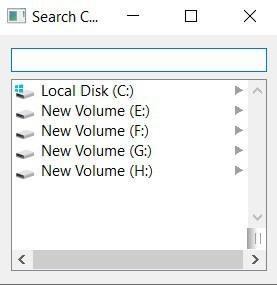 Search C...
Local Disk (C:)
New Volume (E:)
New Volume (F:)
New Volume (G:)
New Volume (H:)